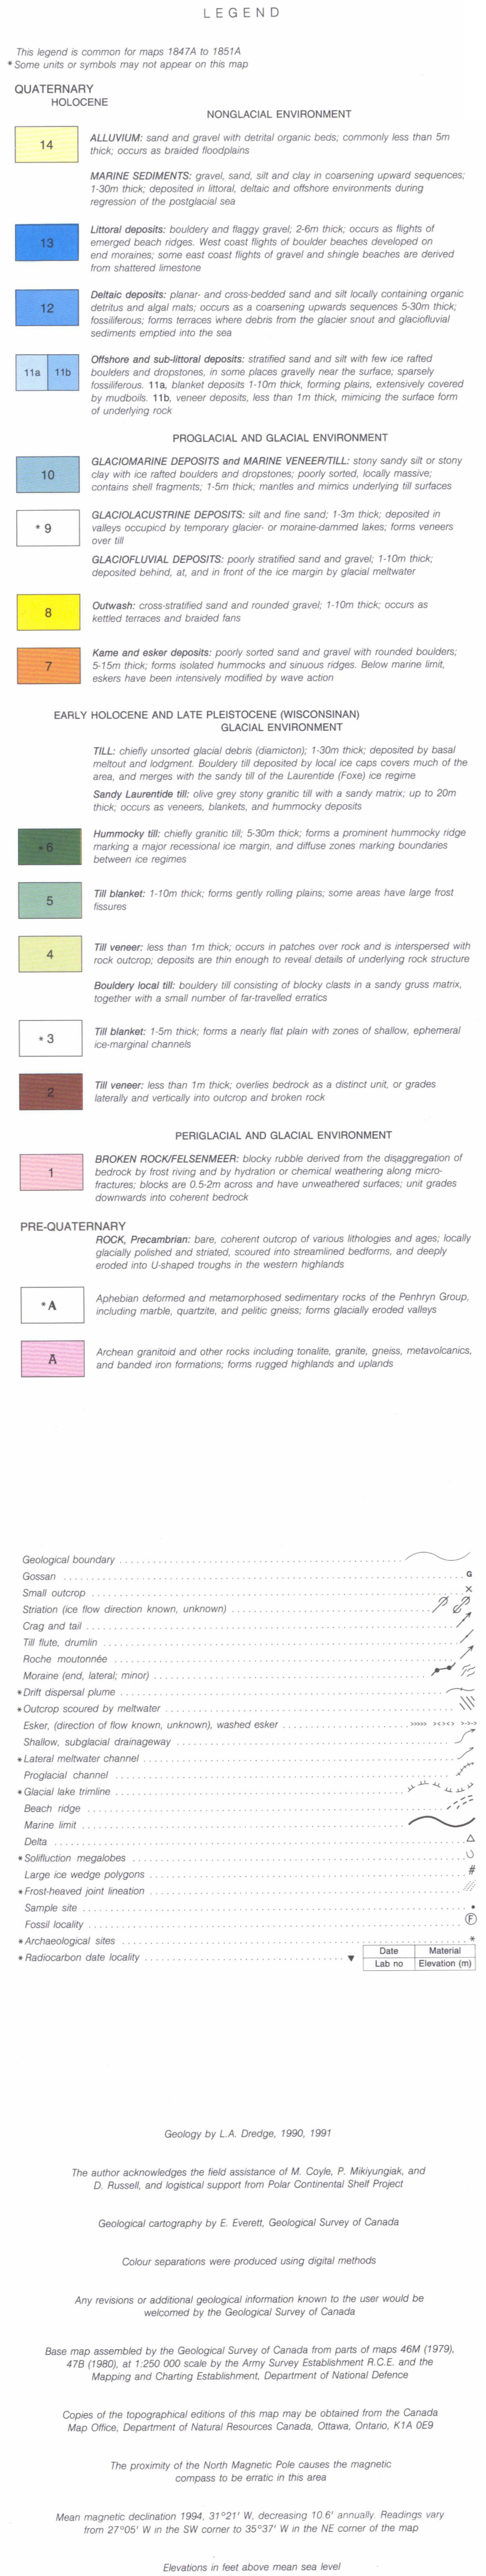 LEGEND
This legend is common for maps 1847A to 1851A
* Some units or symbols may not appear on this map
QUATERNARY
HOLOCENE
NONGLACIAL ENVIRONMENT
14
ALLUVIUM: sand and gravel with detrital organic beds; commonly less than 5m
thick; occurs as braided floodplains
MARINE SEDIMENTS: gravel, sand, silt and clay in coarsening upward sequences;
1-30m thick; deposited in littoral, deltaic and offshore environments during
regression of the postglacial sea
13
Littoral deposits: bouldery and flaggy gravel; 2-6m thick; occurs as flights of
emerged beach ridges. West coast flights of boulder beaches developed on
end moraines; some east coast flights of gravel and shingle beaches are derived
from shattered limestone
12
Deltaic deposits: planar- and cross-bedded sand and silt locally containing organic
detritus and algal mats; occurs as a coarsening upwards sequences 5-30m thick;
fossiliferous; forms terraces where debris from the glacier snout and glaciofluvial
sediments emptied into the sea
11a 11b
Offshore and sub-littoral deposits: stratified sand and silt with few ice rafted
boulders and dropstones, in some places gravelly near the surface; sparsely
fossiliferous. 11a, blanket deposits 1-10m thick, forming plains, extensively covered
by mudboils. 11b, veneer deposits, less than 1m thick, mimicing the surface form
of underlying rock
PROGLACIAL AND GLACIAL ENVIRONMENT
10
GLACIOMARINE DEPOSITS and MARINE VENEER/TILL: stony sandy silt or stony
clay with ice rafted boulders and dropstones; poorly sorted, locally massive;
contains shell fragments; 1-5m thick; mantles and mimics underlying till surfaces
* 9
GLACIOLACUSTRINE DEPOSITS: silt and fine sand; 1-3m thick; deposited in
valleys occupied by temporary glacier- or moraine-dammed lakes; forms veneers
over till
GLACIOFLUVIAL DEPOSITS: poorly stratified sand and gravel; 1-10m thick;
deposited behind, at, and in front of the ice margin by glacial meltwater
8
Outwash: cross-stratified sand and rounded gravel; 1-10m thick; occurs as
kettled terraces and braided fans
7
Kame and esker deposits: poorly sorted sand and gravel with rounded boulders;
5-15m thick; forms isolated hummocks and sinuous ridges. Below marine limit,
eskers have been intensively modified by wave action
EARLY HOLOCENE AND LATE PLEISTOCENE (WISCONSINAN)
GLACIAL ENVIRONMENT
TILL: chiefly unsorted glacial debris (diamicton); 1-30m thick; deposited by basal
meltout and lodgment. Bouldery till deposited by local ice caps covers much of the
area, and merges with the sandy till of the Laurentide (Foxe) ice regime
Sandy Laurentide till: olive grey stony granitic till with a sandy matrix; up to 20m
thick; occurs as veneers, blankets, and hummocky deposits
* 6
Hummocky till: chiefly granitic till; 5-30m thick; forms a prominent hummocky ridge
marking a major recessional ice margin, and diffuse zones marking boundaries
between ice regimes
5
Till blanket: 1-10m thick; forms gently rolling plains; some areas have large frost
fissures
4
Till veneer: less than 1m thick; occurs in patches over rock and is interspersed with
rock outcrop; deposits are thin enough to reveal details of underlying rock structure
Bouldery local till: bouldery till consisting of blocky clasts in a sandy gruss matrix,
together with a small number of far-travelled erratics
* 3
Till blanket: 1-5m thick; forms a nearly flat plain with zones of shallow, ephemeral
ice-marginal channels
2
Till veneer: less than 1m thick; overlies bedrock as a distinct unit, or grades
laterally and vertically into outcrop and broken rock
PERIGLACIAL AND GLACIAL ENVIRONMENT
1
BROKEN ROCK/FELSENMEER: blocky rubble derived from the disaggregation of
bedrock by frost riving and by hydration or chemical weathering along micro-
fractures; blocks are 0.5-2m across and have unweathered surfaces; unit grades
downwards into coherent bedrock
PRE-QUATERNARY
ROCK, Precambrian: bare, coherent outcrop of various lithologies and ages; locally
glacially polished and striated, scoured into streamlined bedforms, and deeply
eroded into U-shaped troughs in the western highlands
* A
Aphebian deformed and metamorphosed sedimentary rocks of the Penrhyn Group,
including marble, quartzite, and pelitic gneiss; forms glacially eroded valleys
A
Archean granitoid and other rocks including tonalite, granite, gneiss, metavolcanics,
and banded iron formations; forms rugged highlands and uplands
Geological boundary
Gossan G
Small outcrop x
Striation (ice flow direction known, unknown)
Crag and tail
Till flute, drumlin
Roche moutonnée
Moraine (end, lateral; minor)
* Drift dispersal plume
* Outcrop scoured by meltwater
Esker, (direction of flow known, unknown), washed esker
Shallow, subglacial drainageway
* Lateral meltwater channel
Proglacial channel
* Glacial lake trimline
Beach ridge
Marine limit
Delta
* Solifluction megalobes
Large ice wedge polygons #
* Frost-heaved joint lineation
Sample site
Fossil locality F
* Archaeological sites *
* Radiocarbon date locality
Date Material
Lab no Elevation (m)
Geology by L.A. Dredge, 1990, 1991
The author acknowledges the field assistance of M. Coyle, P. Mikiyungiak, and
D. Russell, and logistical support from Polar Continental Shelf Project
Geological cartography by E. Everett, Geological Survey of Canada
Colour separations were produced using digital methods
Any revisions or additional geological information known to the user would be
welcomed by the Geological Survey of Canada
Base map assembled by the Geological Survey of Canada from parts of maps 46M (1979),
47B (1980), at 1:250 000 scale by the Army Survey Establishment R.C.E. and the
Mapping and Charting Establishment, Department of National Defence
Copies of the topographical editions of this map may be obtained from the Canada
Map Office, Department of Natural Resources Canada, Ottawa, Ontario, K1A 0E9
The proximity of the North Magnetic Pole causes the magnetic
compass to be erratic in this area
Mean magnetic declination 1994, 31°21' W, decreasing 10.6' annually. Readings vary
from 27°05' W in the SW corner to 35°37' W in the NE corner of the map
Elevations in feet above mean sea level